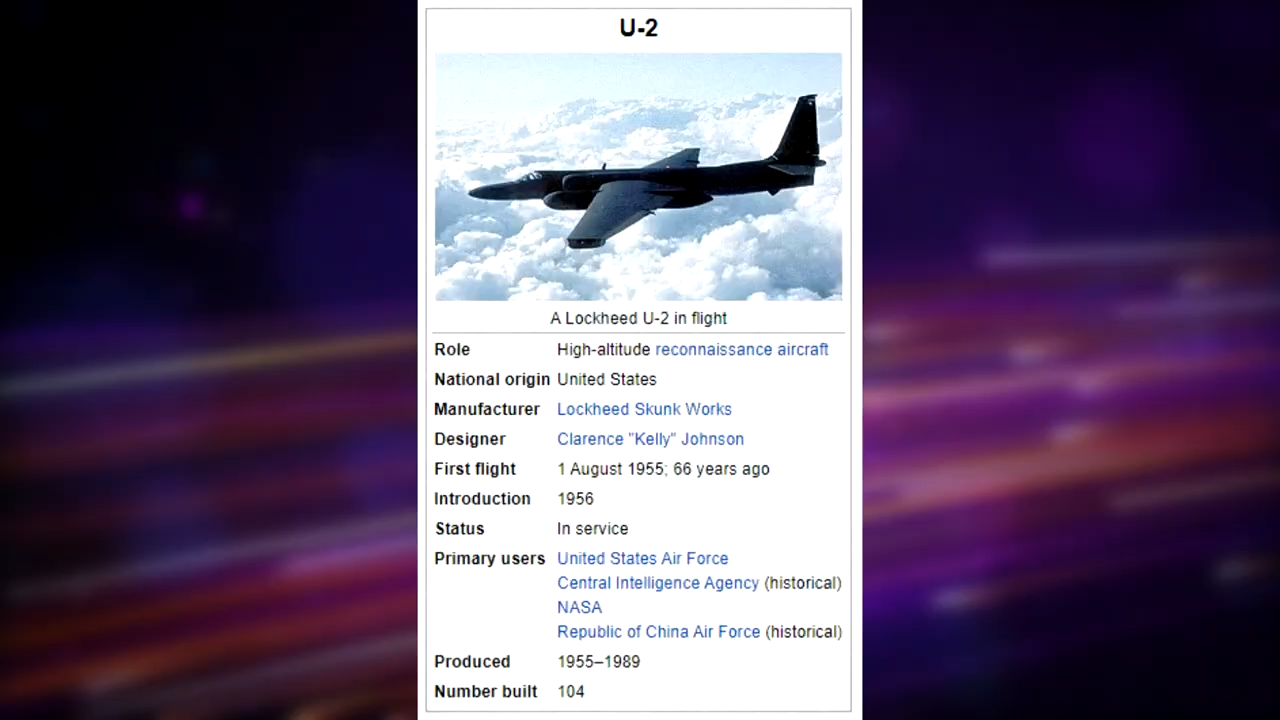 U-2
A Lockheed U-2 in flight
Role High-altitude reconnaissance aircraft
National origin United States
Manufacturer Lockheed Skunk Works
Designer Clarence "Kelly" Johnson
First flight 1 August 1955; 66 years ago
Introduction 1956
Status In service
Primary users United States Air Force
Central Intelligence Agency (historical)
NASA
Republic of China Air Force (historical)
Produced 1955–1989
Number built 104